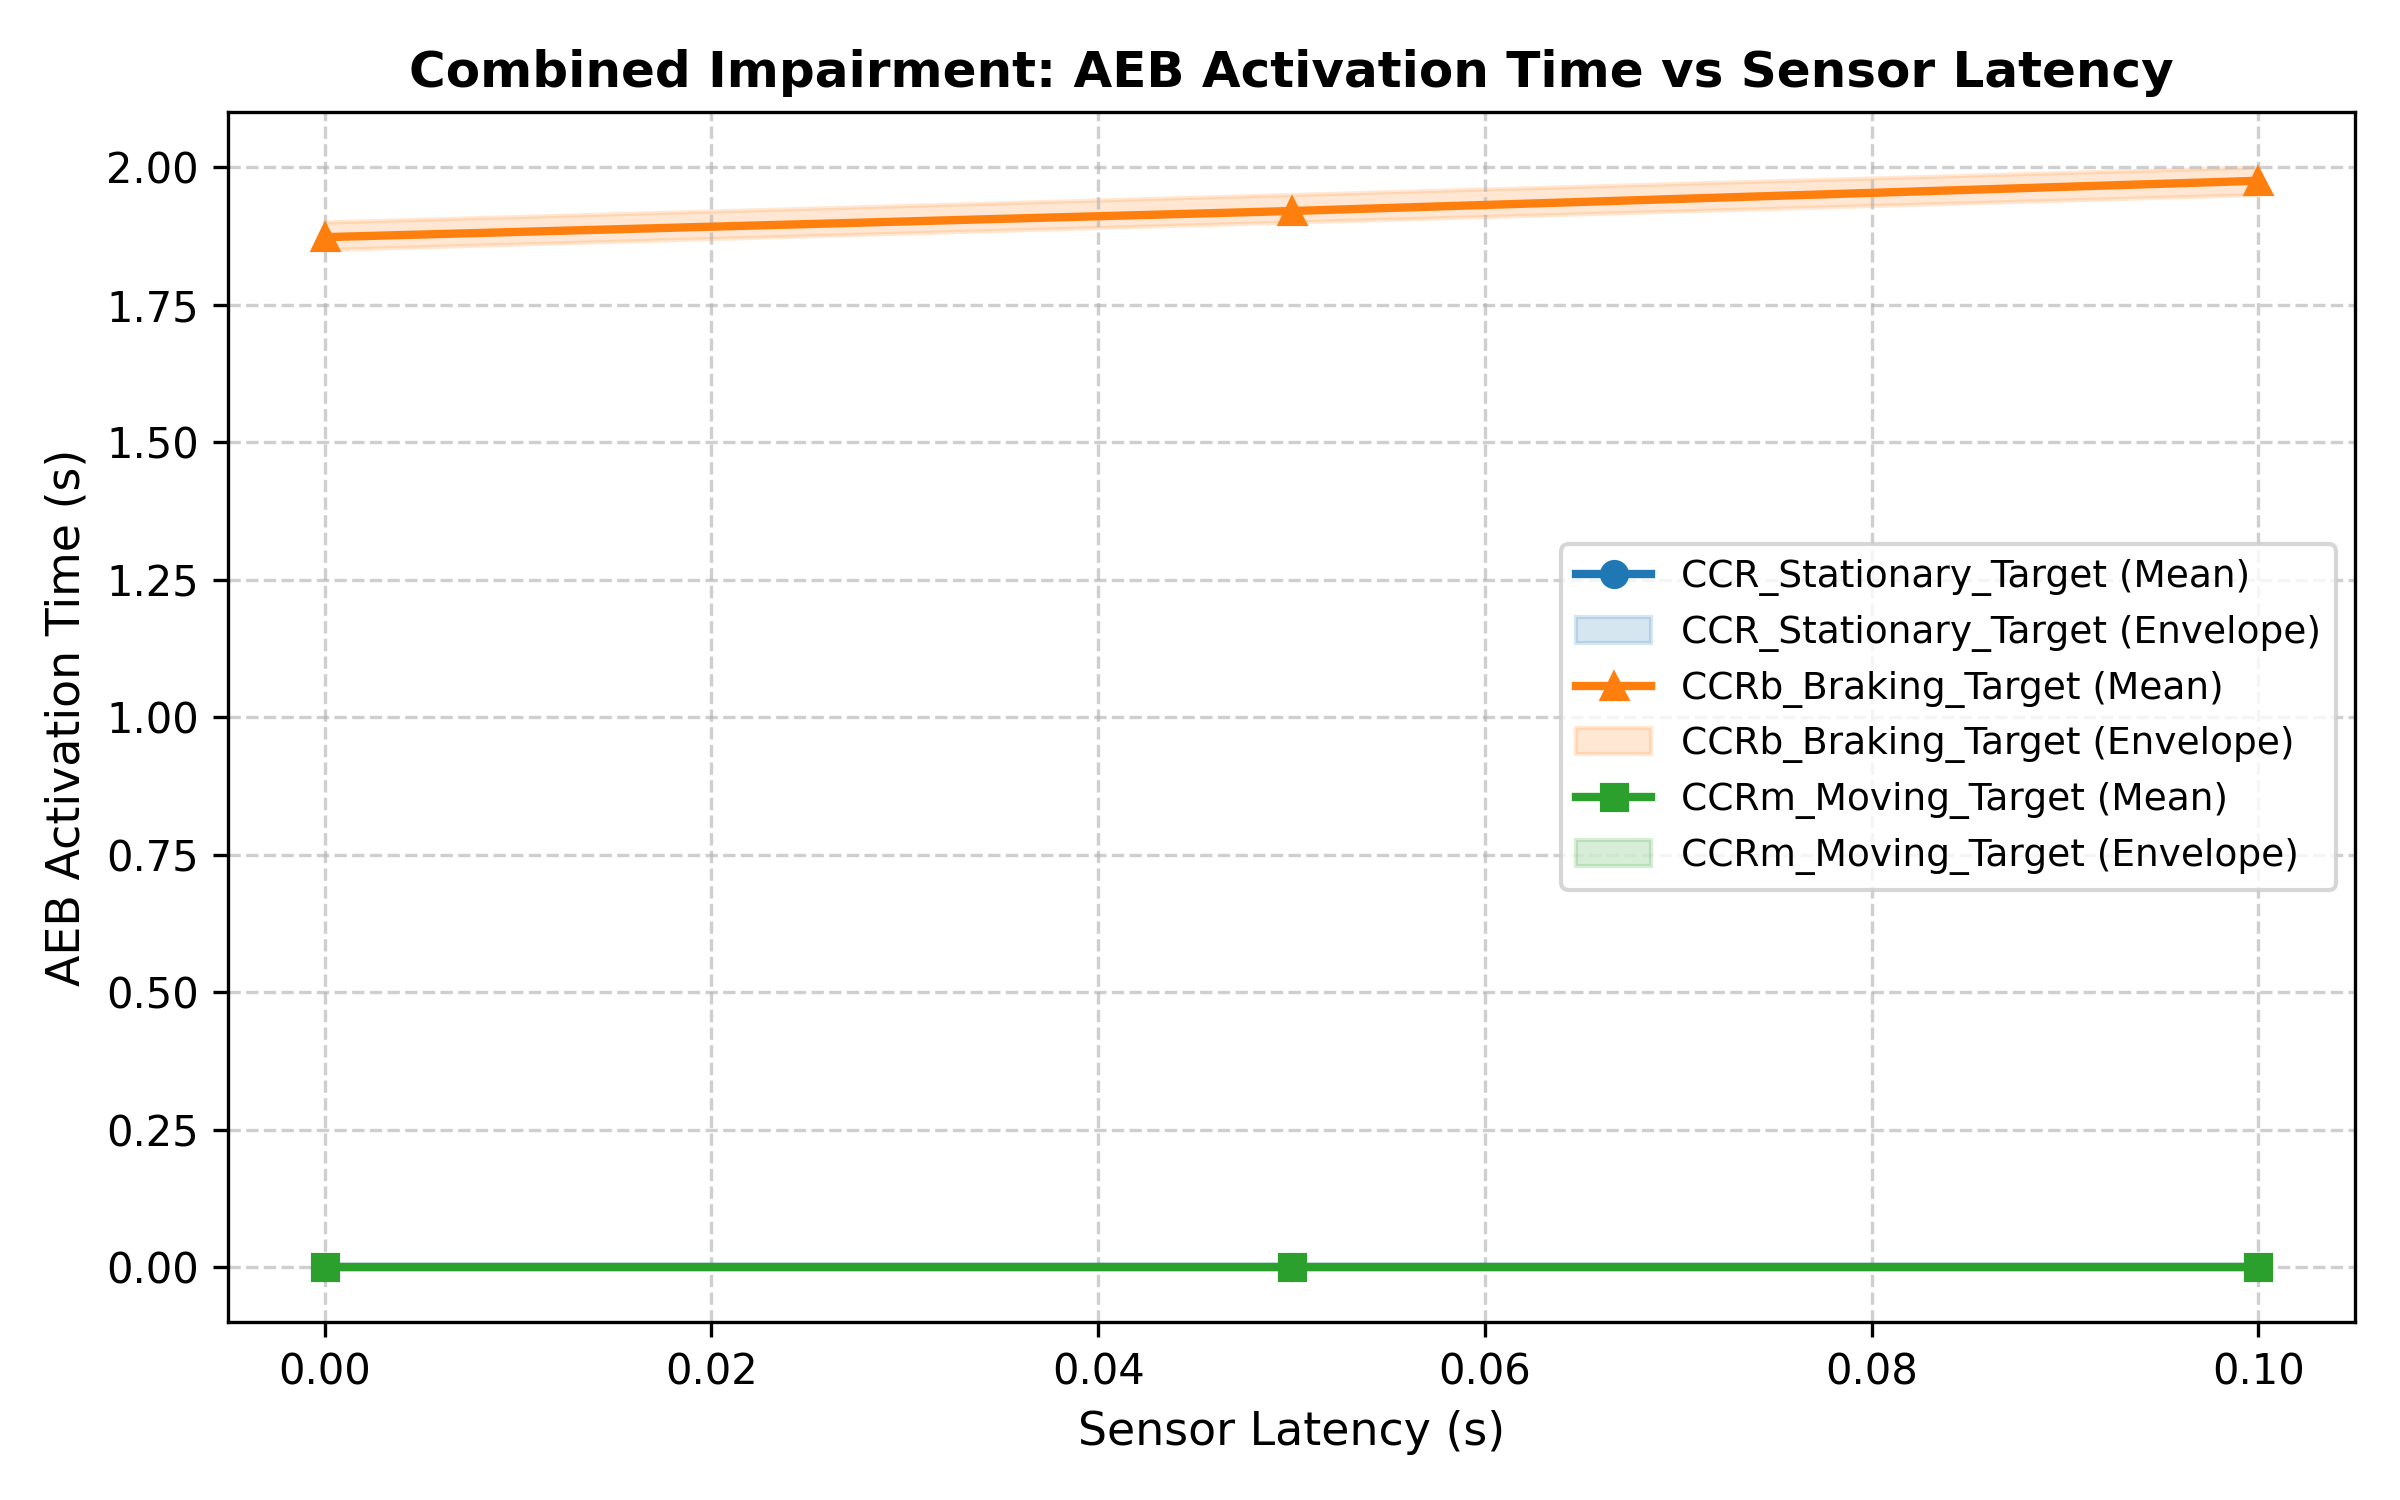 Combined Impairment: AEB Activation Time vs Sensor Latency
AEB Activation Time (s)
2.00
1.75
1.50
1.25
1.00
0.75
0.50
0.25
0.00
CCR_Stationary_Target (Mean)
CCR_Stationary_Target (Envelope)
CCRb_Braking_Target (Mean)
CCRb_Braking_Target (Envelope)
CCRm_Moving_Target (Mean)
CCRm_Moving_Target (Envelope)
0.00 0.02 0.04 0.06 0.08 0.10
Sensor Latency (s)